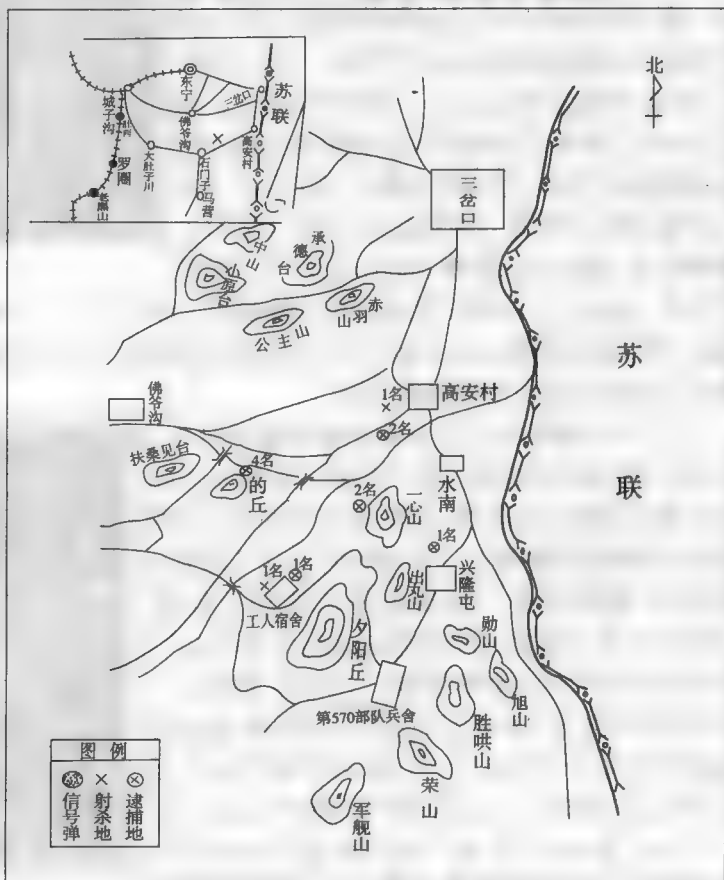 东宁
苏联
三岔口
城子沟
佛爷沟
高安村
大肚子川
石门子
罗圈
马营
老黑山
北
三岔口
中山
承德台
公主山
赤羽山
苏联
佛爷沟
1名
高安村
2名
扶桑见台
4名
的丘
水南
2名
一心山
1名
1名
1名
出丸山
兴隆屯
工人宿舍
夕阳丘
勋山
旭山
第570部队兵舍
胜哄山
荣山
军舰山
图例
信号弹
射杀地
逮捕地